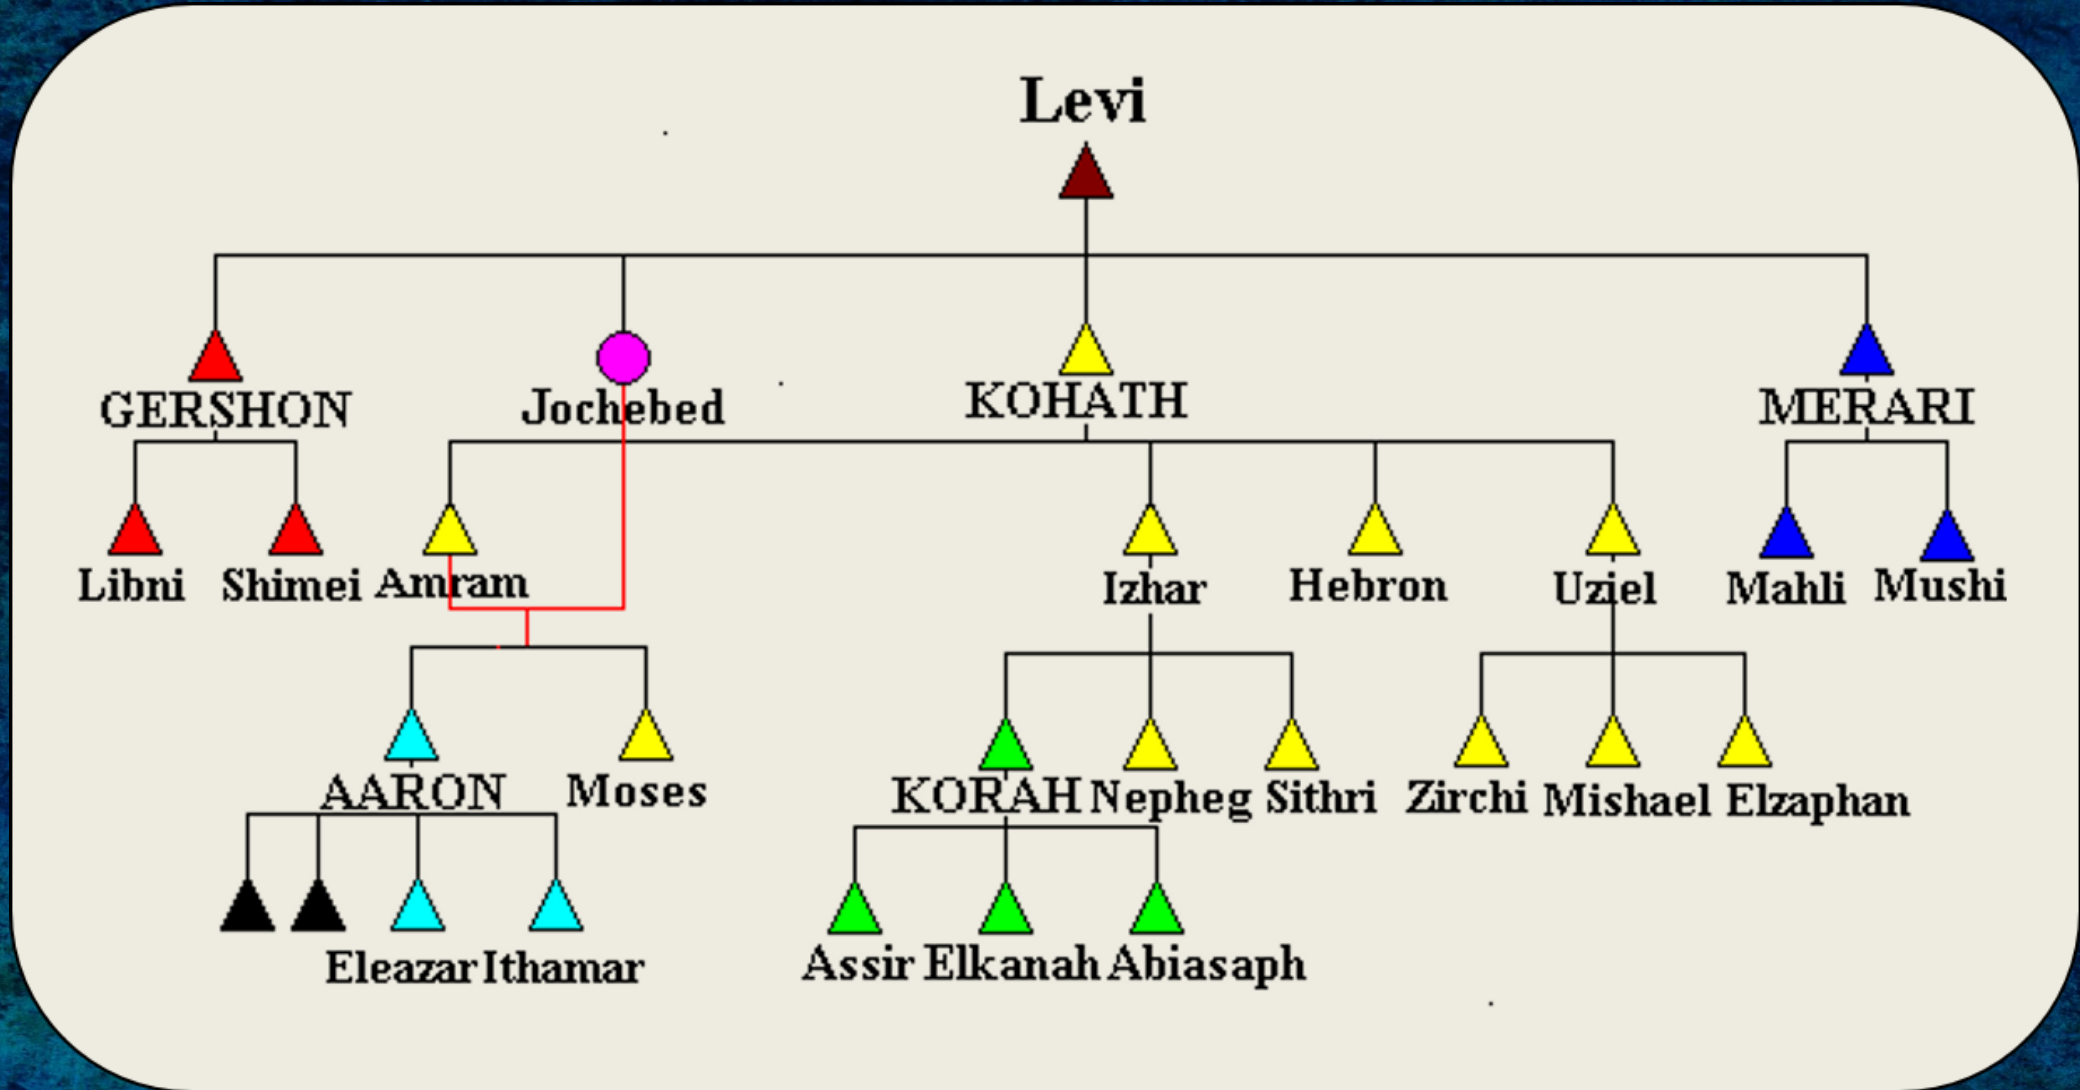 Levi
GERSHON
Jochebed
KOHATH
MERARI
Libni
Shimei
Amram
Izhar
Hebron
Uziel
Mahli
Mushi
AARON
Moses
KORAH
Nepheg
Sithri
Zirchi
Mishael
Elzaphan
Eleazar
Ithamar
Assir
Elkanah
Abiasaph